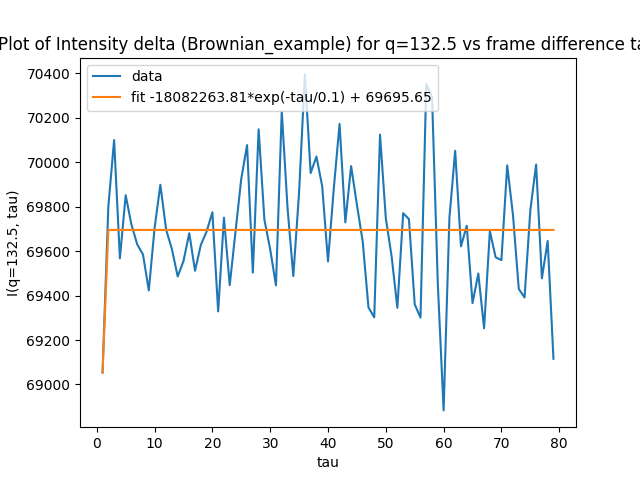 Plot of Intensity delta (Brownian_example) for q=132.5 vs frame difference ta
data
fit -18082263.81*exp(-tau/0.1) + 69695.65
I(q=132.5, tau)
70400
70200
70000
69800
69600
69400
69200
69000
0 10 20 30 40 50 60 70 80
tau